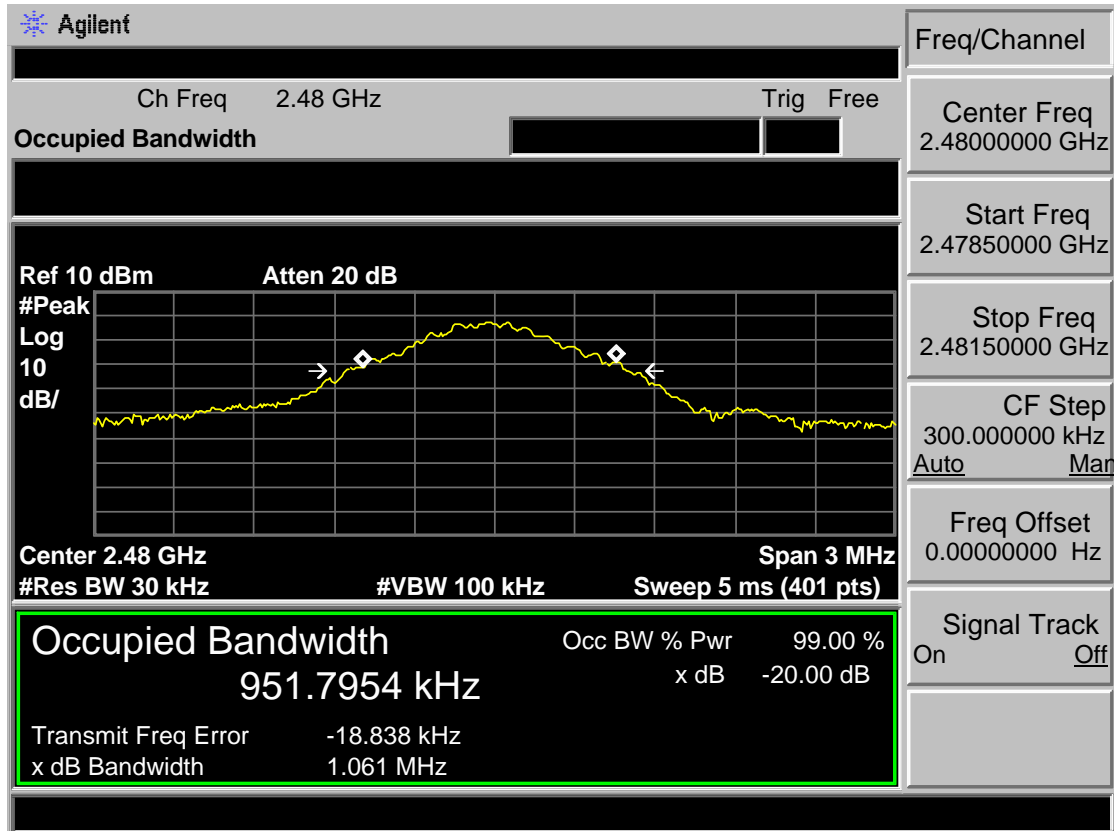 Agilent
Freq/Channel
Ch Freq 2.48 GHz Trig Free
Occupied Bandwidth
Center Freq
2.48000000 GHz
Start Freq
2.47850000 GHz
Stop Freq
2.48150000 GHz
CF Step
300.000000 kHz
Auto Man
Freq Offset
0.00000000 Hz
Signal Track
On Off
Ref 10 dBm Atten 20 dB
#Peak
Log
10
dB/
Center 2.48 GHz Span 3 MHz
#Res BW 30 kHz #VBW 100 kHz Sweep 5 ms (401 pts)
Occupied Bandwidth Occ BW % Pwr 99.00 %
951.7954 kHz x dB -20.00 dB
Transmit Freq Error -18.838 kHz
x dB Bandwidth 1.061 MHz